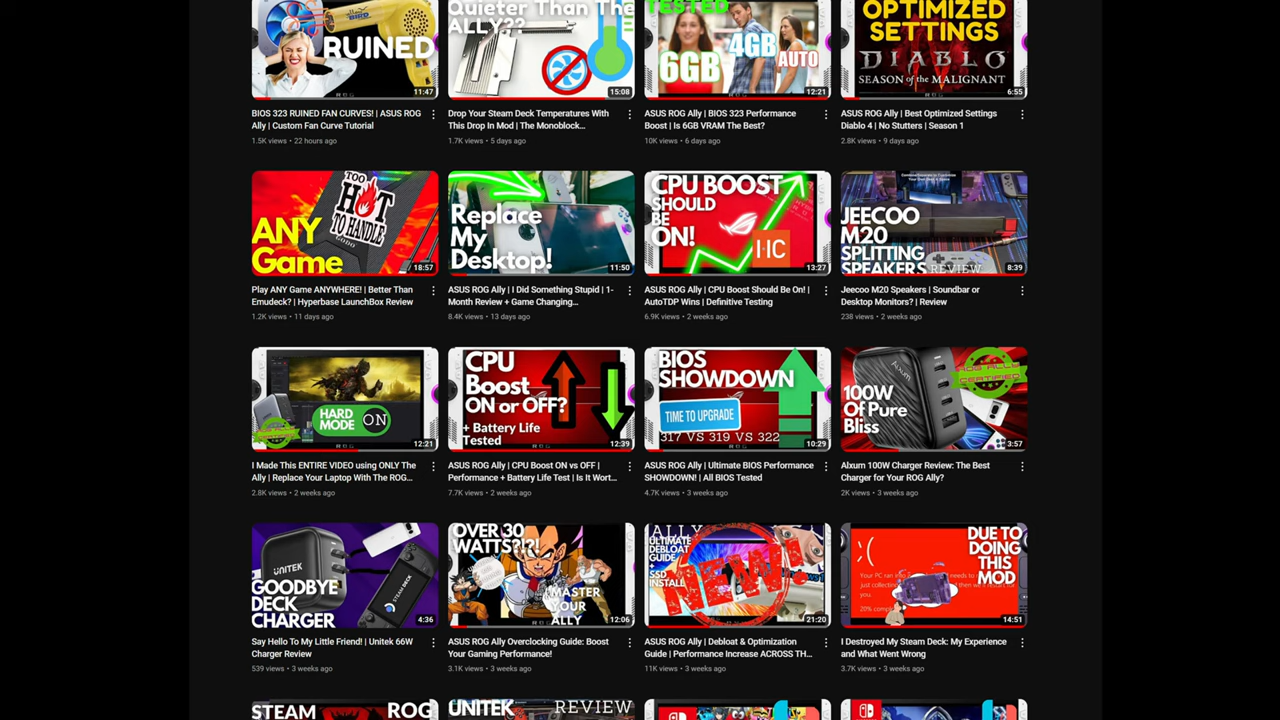 RUINED
11:47
BIOS 323 RUINED FAN CURVES! | ASUS ROG
Ally | Custom Fan Curve Tutorial
1.5K views • 22 hours ago
Quieter Than The
ALLY??
15:08
Drop Your Steam Deck Temperatures With
This Drop In Mod | The Monoblock...
1.7K views • 5 days ago
TESTED
6GB
4GB
AUTO
12:21
ASUS ROG Ally | BIOS 323 Performance
Boost | Is 6GB VRAM The Best?
10K views • 6 days ago
OPTIMIZED
SETTINGS
DIABLO
SEASON of the MALIGNANT
6:55
ASUS ROG Ally | Best Optimized Settings
Diablo 4 | No Stutters | Season 1
2.8K views • 9 days ago
TOO
HOT
TO HANDLE
ANY
Game
18:57
Play ANY Game ANYWHERE! | Better Than
Emudeck? | Hyperbase LaunchBox Review
1.2K views • 11 days ago
Replace
My
Desktop!
11:50
ASUS ROG Ally | I Did Something Stupid | 1-
Month Review + Game Changing...
8.4K views • 13 days ago
CPU BOOST
SHOULD
BE
ON!
HC
13:27
ASUS ROG Ally | CPU Boost Should Be On! |
AutoTDP Wins | Definitive Testing
6.9K views • 2 weeks ago
JEECOO
M20
SPLITTING
SPEAKERS REVIEW
8:39
Jeecoo M20 Speakers | Soundbar or
Desktop Monitors? | Review
238 views • 2 weeks ago
HARD
MODE ON
12:21
I Made This ENTIRE VIDEO using ONLY The
Ally | Replace Your Laptop With The ROG...
2.8K views • 2 weeks ago
CPU
Boost
ON or OFF?
+ Battery Life
Tested
12:39
ASUS ROG Ally | CPU Boost ON vs OFF |
Performance + Battery Life Test | Is It Wort...
7.7K views • 2 weeks ago
BIOS
SHOWDOWN
TIME TO UPGRADE
317 VS 319 VS 322
10:29
ASUS ROG Ally | Ultimate BIOS Performance
SHOWDOWN! | All BIOS Tested
4.7K views • 3 weeks ago
Alxum
100W
Of Pure
Bliss
3:57
Alxum 100W Charger Review: The Best
Charger for Your ROG Ally?
2K views • 3 weeks ago
UNITEK
STEAM DECK
GOODBYE
DECK
CHARGER
4:36
Say Hello To My Little Friend! | Unitek 66W
Charger Review
539 views • 3 weeks ago
OVER 30
WATTS?!?!
MASTER
YOUR
ALLY
12:06
ASUS ROG Ally Overclocking Guide: Boost
Your Gaming Performance!
3.1K views • 3 weeks ago
ALLY
ULTIMATE
DEBLOAT
GUIDE
+
SSD
INSTALL
NEW!
21:20
ASUS ROG Ally | Debloat & Optimization
Guide | Performance Increase ACROSS TH...
11K views • 3 weeks ago
DUE TO
DOING
THIS
MOD
:(
Your PC ran into
needs to
just collecting
you.
20% comp
14:51
I Destroyed My Steam Deck: My Experience
and What Went Wrong
3.7K views • 3 weeks ago
STEAM
ROG
UNITEK
REVIEW